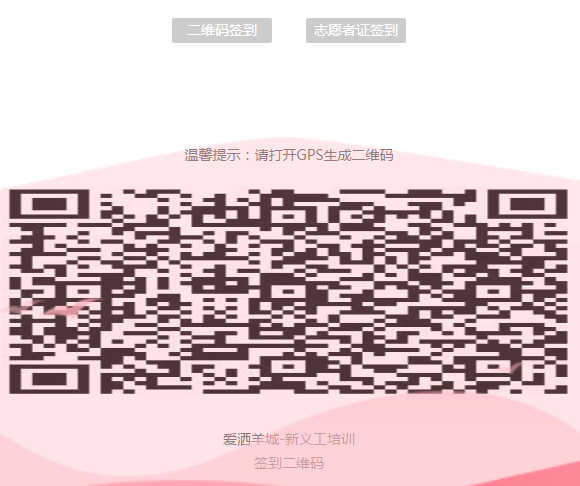 二维码签到 志愿者证签到
温馨提示：请打开GPS生成二维码
爱洒羊城-新义工培训
签到二维码